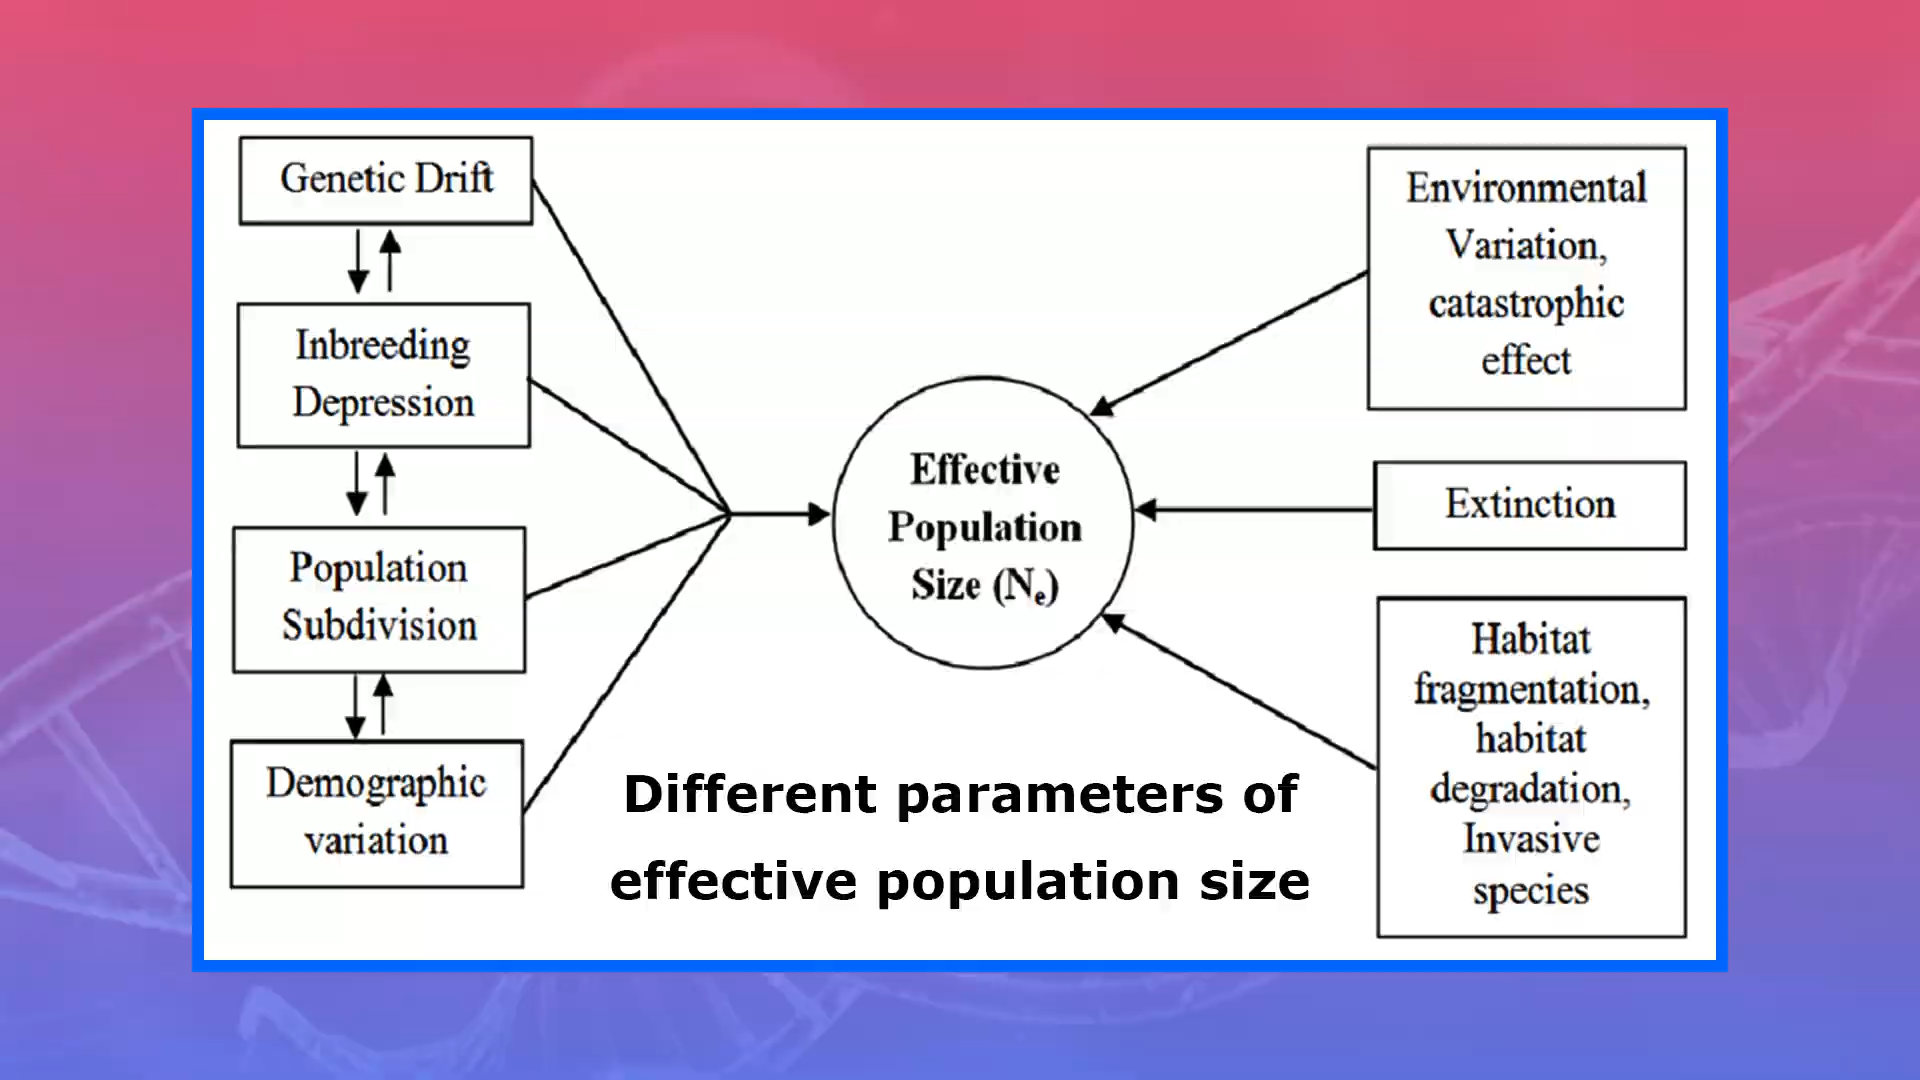 Genetic Drift
Inbreeding
Depression
Population
Subdivision
Demographic
variation
Effective
Population
Size (Nₑ)
Environmental
Variation,
catastrophic
effect
Extinction
Habitat
fragmentation,
habitat
degradation,
Invasive
species
Different parameters of
effective population size